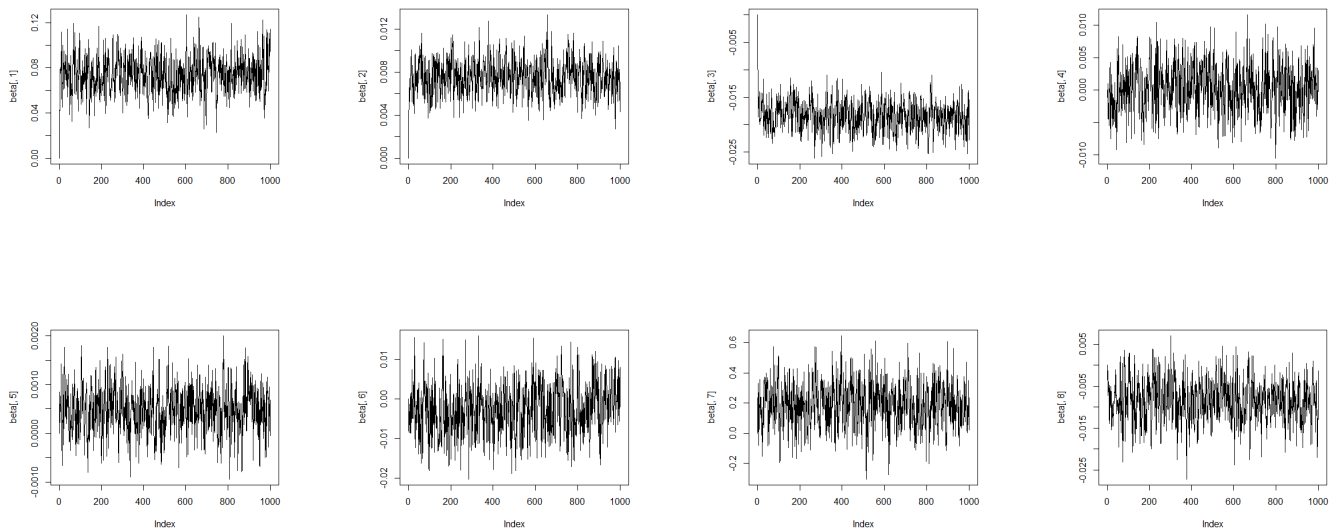 beta[, 1]
0.00 0.04 0.08 0.12
0 200 400 600 800 1000
Index
beta[, 2]
0.000 0.004 0.008 0.012
0 200 400 600 800 1000
Index
beta[, 3]
-0.025 -0.015 -0.005
0 200 400 600 800 1000
Index
beta[, 4]
-0.010 0.000 0.005 0.010
0 200 400 600 800 1000
Index
beta[, 5]
-0.0010 0.0000 0.0010 0.0020
0 200 400 600 800 1000
Index
beta[, 6]
-0.02 -0.01 0.00 0.01
0 200 400 600 800 1000
Index
beta[, 7]
-0.2 0.0 0.2 0.4 0.6
0 200 400 600 800 1000
Index
beta[, 8]
-0.025 -0.015 -0.005 0.005
0 200 400 600 800 1000
Index